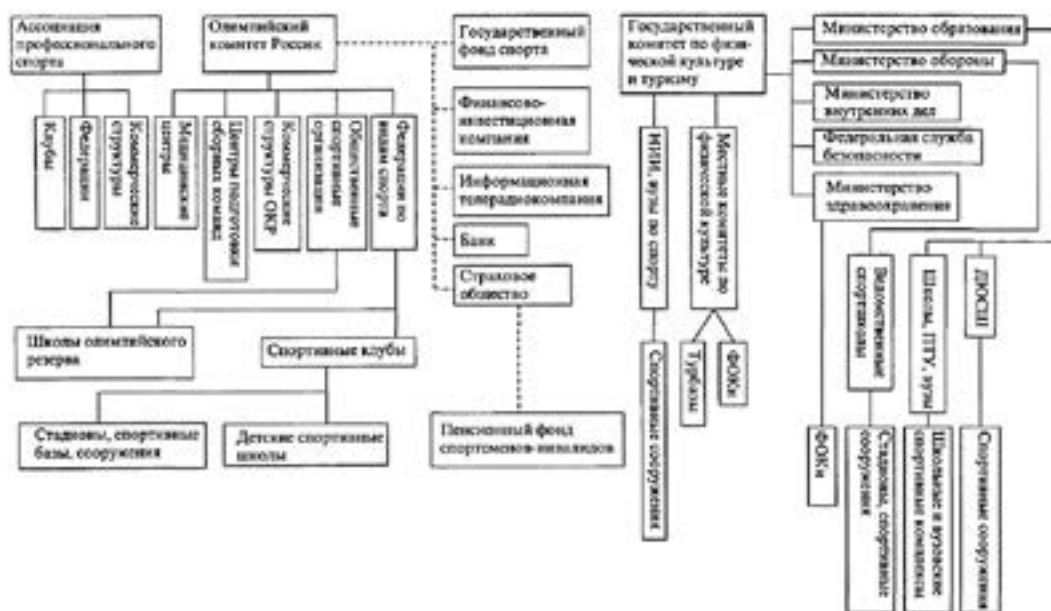 Ассоциация
профессионального
спорта
Клубы
Федерации
Коммерческие
структуры
Олимпийский
комитет России
Медицинские
центры
Центры подготовки
сборных команд
Коммерческие
структуры ОКР
Общественные
спортивные
организации
Федерации по
видам спорта
Школы олимпийского
резерва
Спортивные клубы
Стадионы, спортивные
базы, сооружения
Детские спортивные
школы
Государственный
фонд спорта
Финансово-
инвестиционная
компания
Информационная
телерадиокомпания
Банк
Страховое
общество
Пенсионный фонд
спортсменов-инвалидов
Государственный
комитет по физи-
ческой культуре
и туризму
НИИ, вузы по спорту
Местные комитеты по
физической культуре
Спортивные сооружения
Турбазы
ФОКи
Министерство образования
Министерство обороны
Министерство
внутренних дел
Федеральная служба
безопасности
Министерство
здравоохранения
ФОКи
Ведомственные
спортшколы
Стадионы, спортивные
сооружения
Школы, ПТУ, вузы
Школьные и вузовские
спортивные комплексы
ДЮСШ
Спортивные сооружения